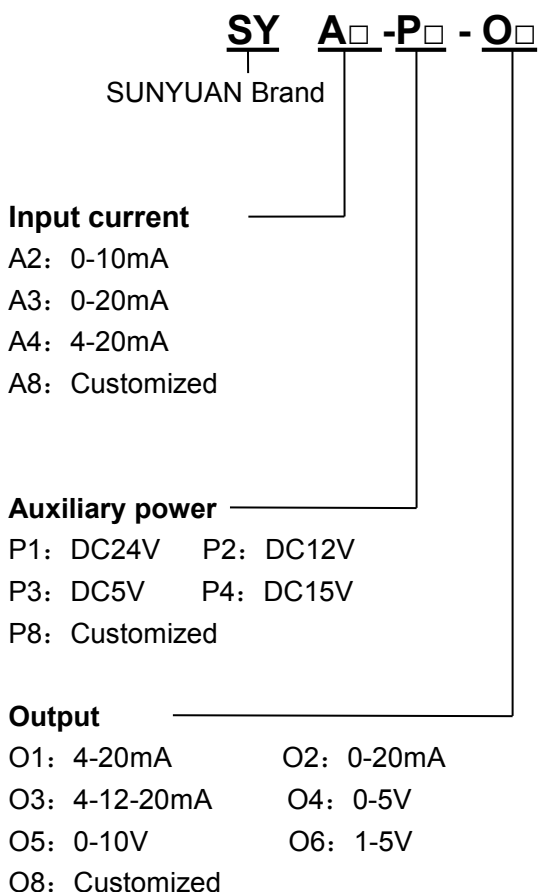 SY A□ -P□ - O□
SUNYUAN Brand
Input current
A2：0-10mA
A3：0-20mA
A4：4-20mA
A8：Customized
Auxiliary power
P1：DC24V P2：DC12V
P3：DC5V P4：DC15V
P8：Customized
Output
O1：4-20mA O2：0-20mA
O3：4-12-20mA O4：0-5V
O5：0-10V O6：1-5V
O8：Customized